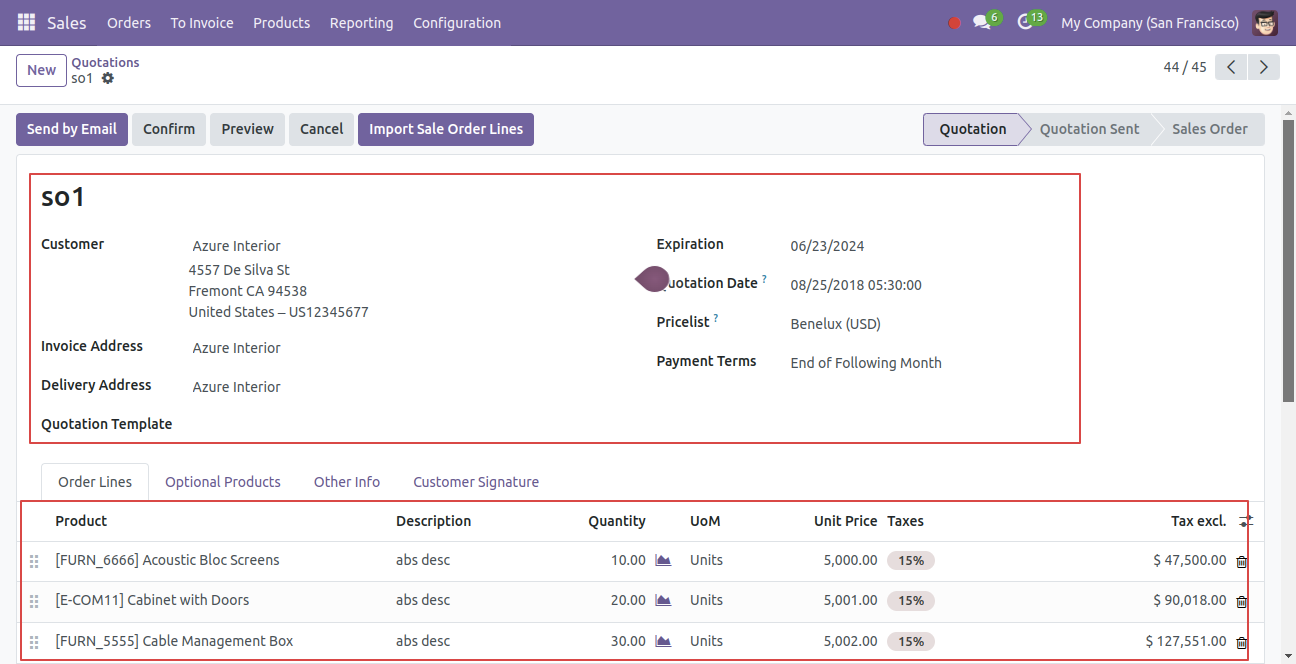 Sales Orders To Invoice Products Reporting Configuration 6 13 My Company (San Francisco)
New Quotations 44 / 45
so1
Send by Email Confirm Preview Cancel Import Sale Order Lines Quotation Quotation Sent Sales Order
so1
Customer Azure Interior Expiration 06/23/2024
4557 De Silva St
Fremont CA 94538
United States – US12345677
uotation Date ? 08/25/2018 05:30:00
Pricelist ? Benelux (USD)
Invoice Address Azure Interior
Payment Terms End of Following Month
Delivery Address Azure Interior
Quotation Template
Order Lines Optional Products Other Info Customer Signature
Product Description Quantity UoM Unit Price Taxes Tax excl.
[FURN_6666] Acoustic Bloc Screens abs desc 10.00 Units 5,000.00 15% $ 47,500.00
[E-COM11] Cabinet with Doors abs desc 20.00 Units 5,001.00 15% $ 90,018.00
[FURN_5555] Cable Management Box abs desc 30.00 Units 5,002.00 15% $ 127,551.00